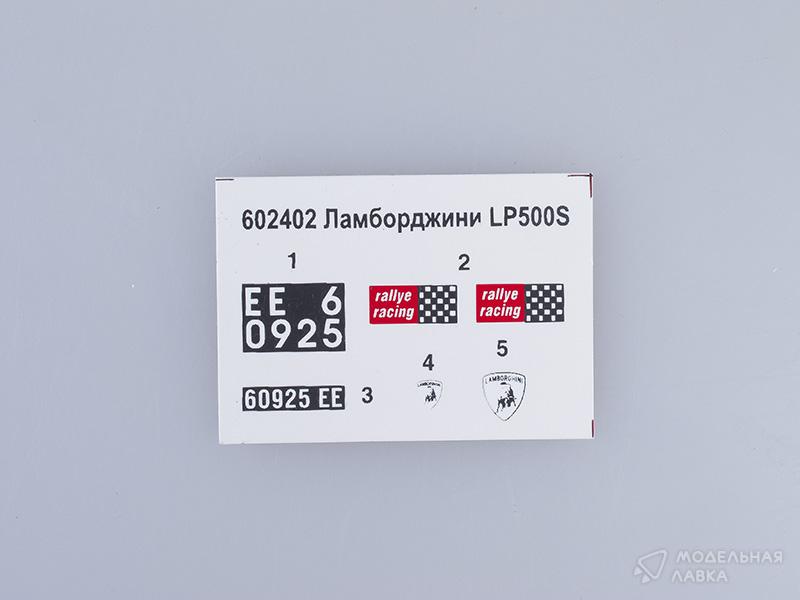 602402 Ламборджини LP500S
1
2
EE 6
0925
rallye
racing
rallye
racing
60925 EE
3
4
5
LAMBORGHINI
МОДЕЛЬНАЯ
ЛАВКА